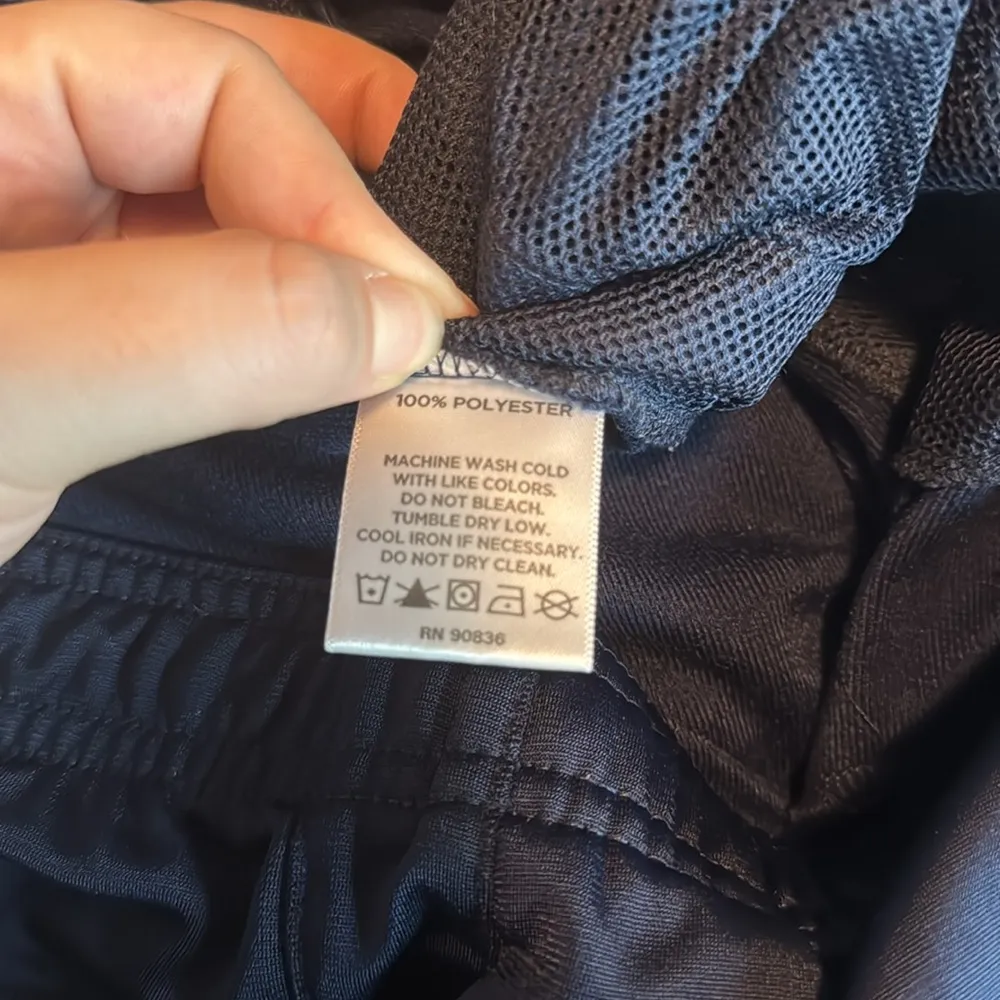 100% POLYESTER
MACHINE WASH COLD
WITH LIKE COLORS.
DO NOT BLEACH.
TUMBLE DRY LOW.
COOL IRON IF NECESSARY.
DO NOT DRY CLEAN.
RN 90836